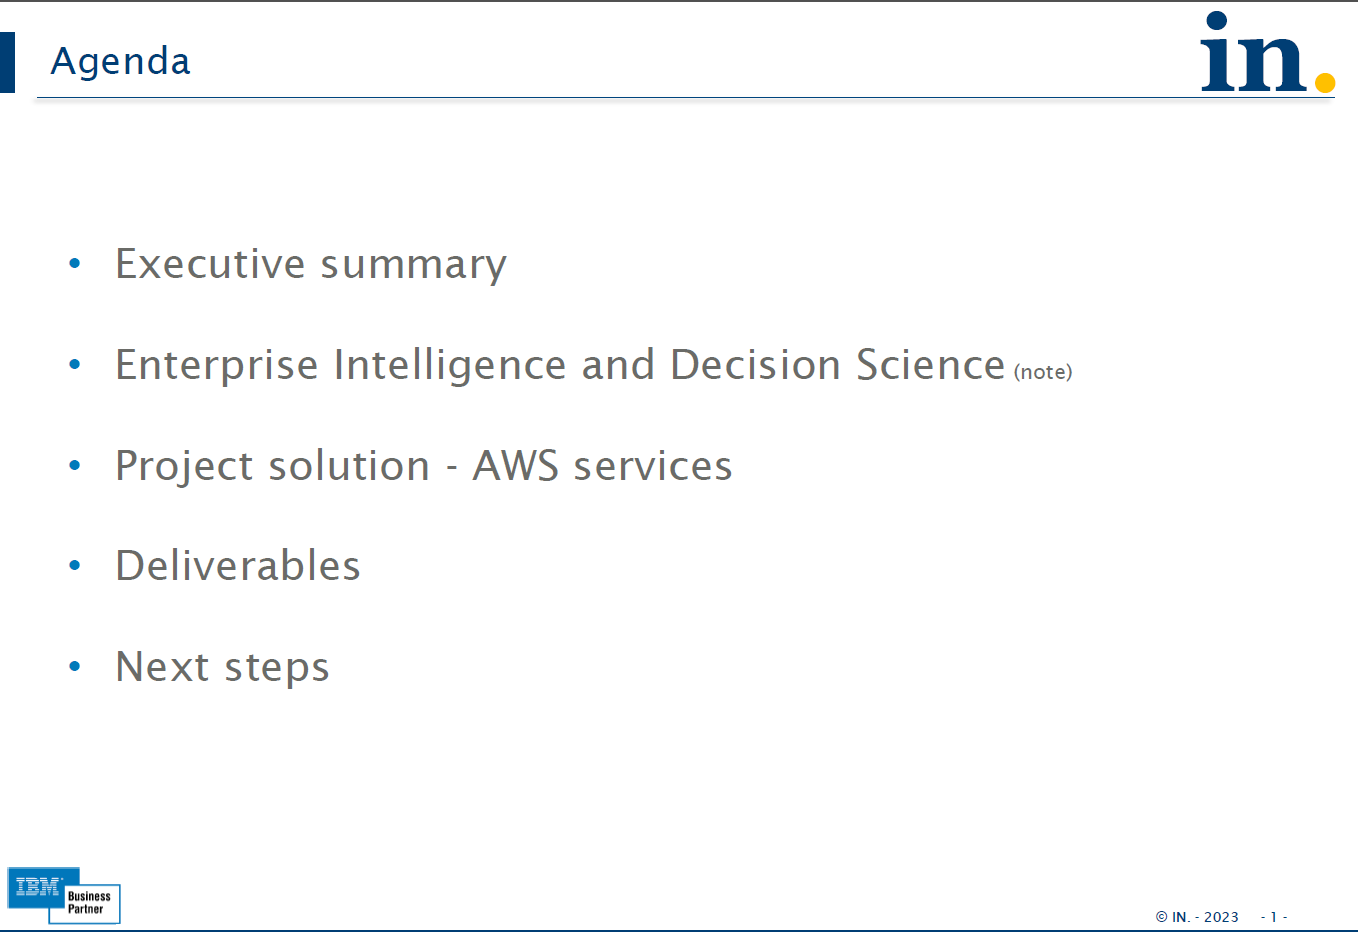 Agenda
in.
• Executive summary
• Enterprise Intelligence and Decision Science (note)
• Project solution - AWS services
• Deliverables
• Next steps
IBM
Business
Partner
© IN. - 2023 - 1 -